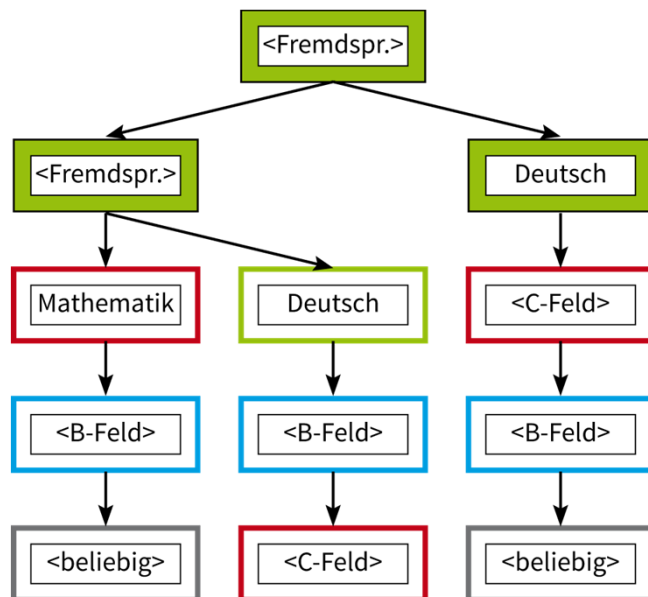 <Fremdspr.>
<Fremdspr.>
Deutsch
Mathematik
Deutsch
<C-Feld>
<B-Feld>
<B-Feld>
<B-Feld>
<beliebig>
<C-Feld>
<beliebig>